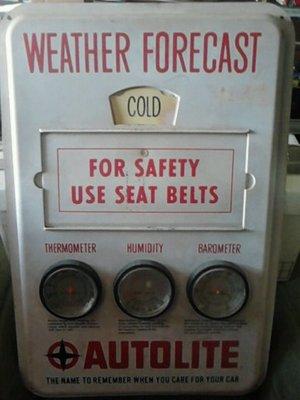 WEATHER FORECAST
COLD
FOR SAFETY
USE SEAT BELTS
THERMOMETER HUMIDITY BAROMETER
AUTOLITE
THE NAME TO REMEMBER WHEN YOU CARE FOR YOUR CAR